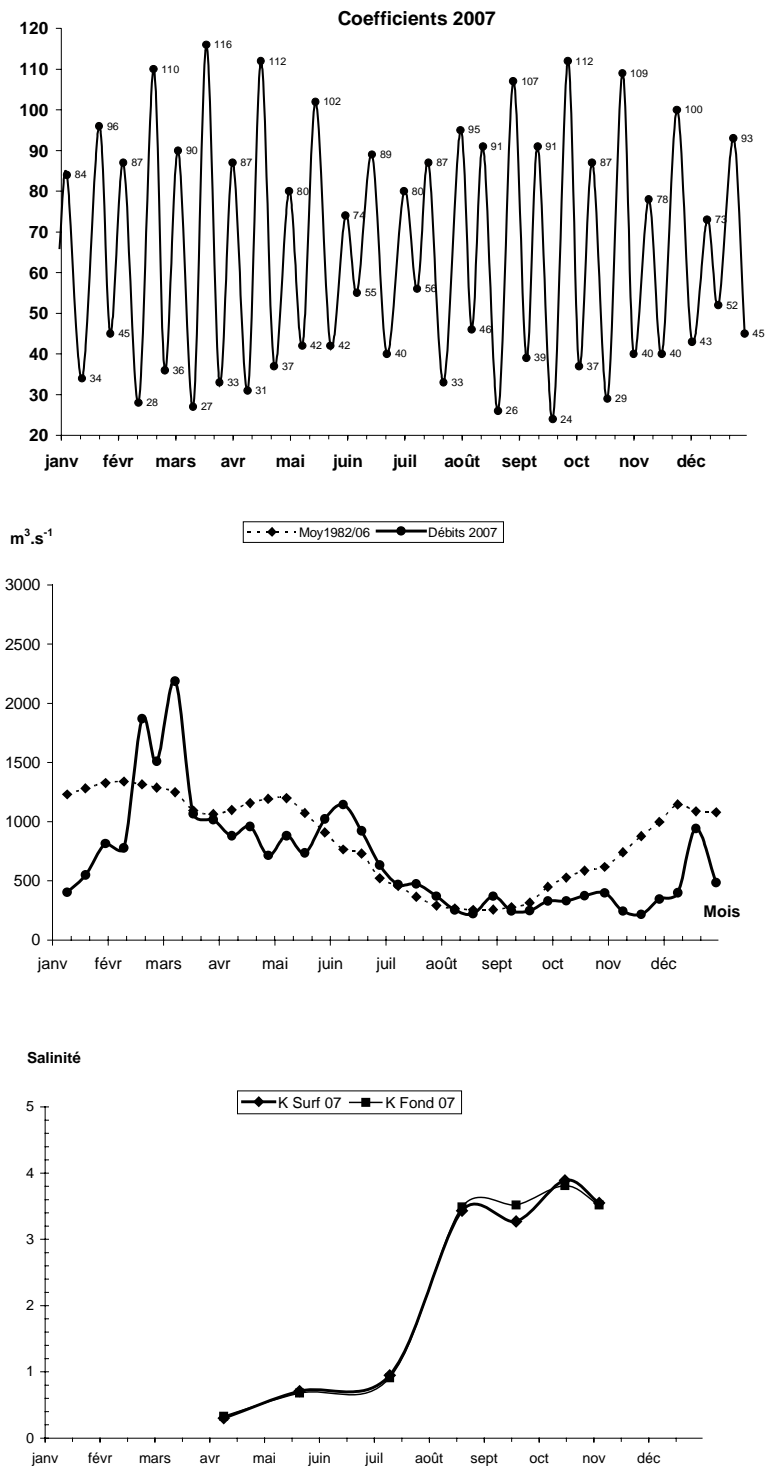 Coefficients 2007
120
110
100
90
80
70
60
50
40
30
20
84 34 96 45 87 28 110 36 90 27 116 33 87 31 112 37 80 42 102 42 74 55 89 40 80 56 87 33 95 46 91 26 107 39 91 24 112 37 87 29 109 40 78 40 100 43 73 52 93 45
janv févr mars avr mai juin juil août sept oct nov déc
m³.s⁻¹
Moy1982/06 Débits 2007
3000
2500
2000
1500
1000
500
0
Mois
janv févr mars avr mai juin juil août sept oct nov déc
Salinité
K Surf 07 K Fond 07
5
4
3
2
1
0
janv févr mars avr mai juin juil août sept oct nov déc